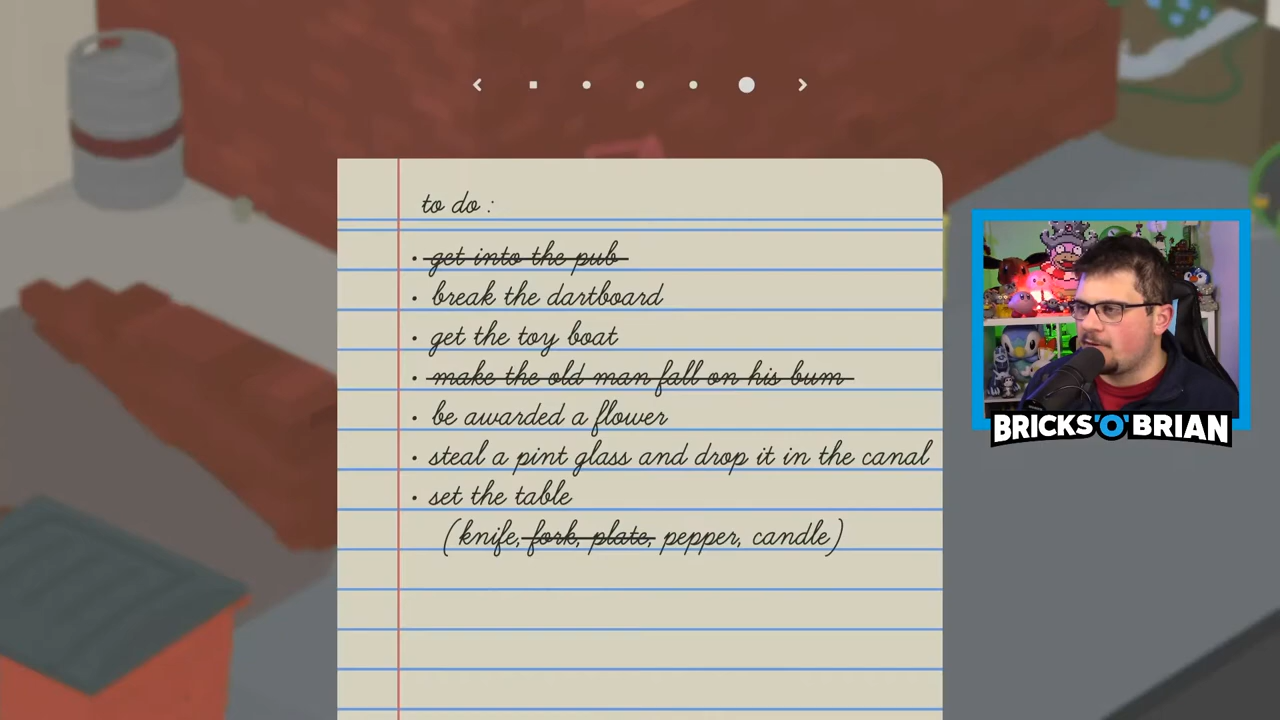 to do :
· get into the pub
· break the dartboard
· get the toy boat
· make the old man fall on his bum
· be awarded a flower
· steal a pint glass and drop it in the canal
· set the table
(knife, fork, plate, pepper, candle)
BRICKS'O'BRIAN